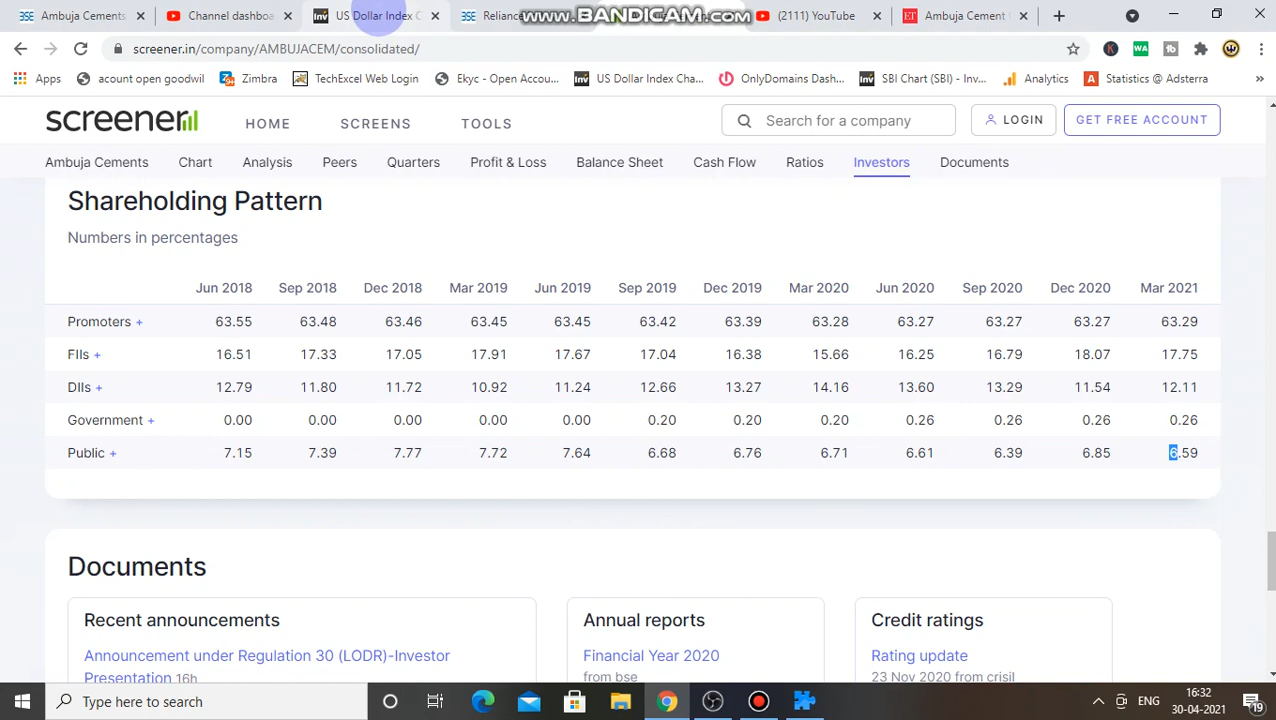 Ambuja Cements Channel dashboa US Dollar Index C Reliance (2111) YouTube Ambuja Cement
www.BANDICAM.com
screener.in/company/AMBUJACEM/consolidated/
Apps acount open goodwil Zimbra TechExcel Web Login Ekyc - Open Accou... US Dollar Index Cha... OnlyDomains Dash... SBI Chart (SBI) - Inv... Analytics Statistics @ Adsterra »
screener HOME SCREENS TOOLS Search for a company LOGIN GET FREE ACCOUNT
Ambuja Cements Chart Analysis Peers Quarters Profit & Loss Balance Sheet Cash Flow Ratios Investors Documents
Shareholding Pattern
Numbers in percentages
Jun 2018 Sep 2018 Dec 2018 Mar 2019 Jun 2019 Sep 2019 Dec 2019 Mar 2020 Jun 2020 Sep 2020 Dec 2020 Mar 2021
Promoters + 63.55 63.48 63.46 63.45 63.45 63.42 63.39 63.28 63.27 63.27 63.27 63.29
FIIs + 16.51 17.33 17.05 17.91 17.67 17.04 16.38 15.66 16.25 16.79 18.07 17.75
DIIs + 12.79 11.80 11.72 10.92 11.24 12.66 13.27 14.16 13.60 13.29 11.54 12.11
Government + 0.00 0.00 0.00 0.00 0.00 0.20 0.20 0.20 0.26 0.26 0.26 0.26
Public + 7.15 7.39 7.77 7.72 7.64 6.68 6.76 6.71 6.61 6.39 6.85 6.59
Documents
Recent announcements Annual reports Credit ratings
Announcement under Regulation 30 (LODR)-Investor Financial Year 2020 Rating update
Presentation 16h from bse 23 Nov 2020 from crisil
Type here to search ENG 16:32
30-04-2021 19